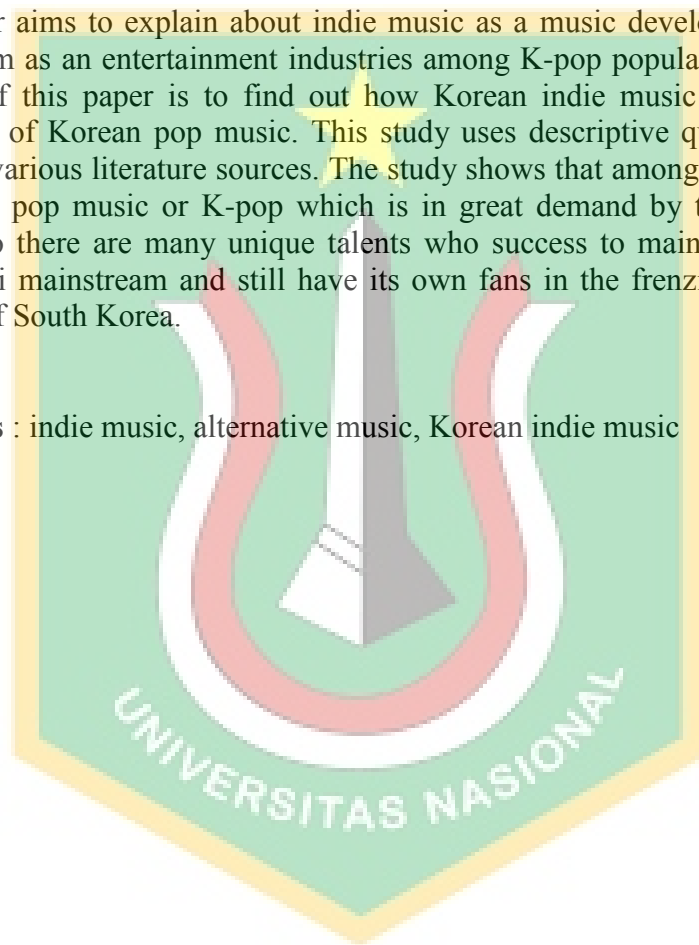 aims to explain about indie music as a music
as an entertainment industries among K-pop
this paper is to find out how Korean indie music
of Korean pop music. This study uses descriptive
various literature sources. The study shows that among
pop music or K-pop which is in great demand by
there are many unique talents who success to
mainstream and still have its own fans in the
South Korea.
: indie music, alternative music, Korean indie music
UNIVERSITAS NASIONAL